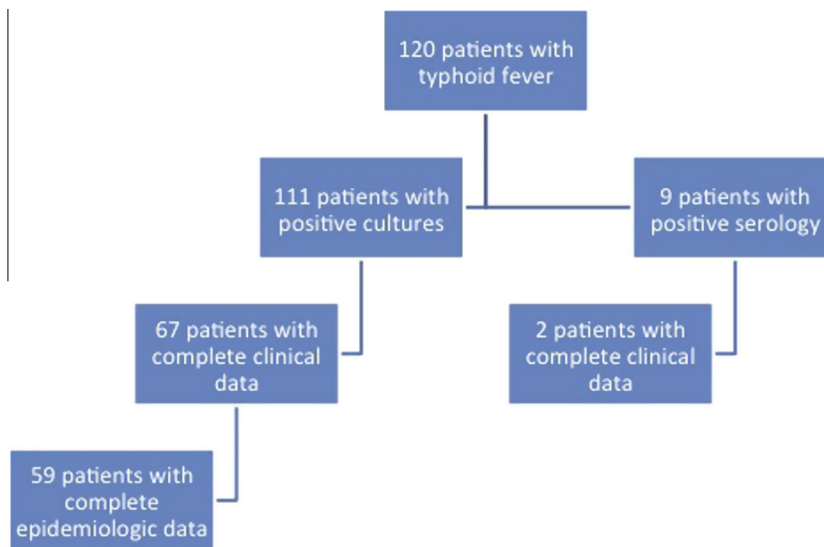 120 patients with
typhoid fever
111 patients with
positive cultures
9 patients with
positive serology
67 patients with
complete clinical
data
2 patients with
complete clinical
data
59 patients with
complete
epidemiologic data